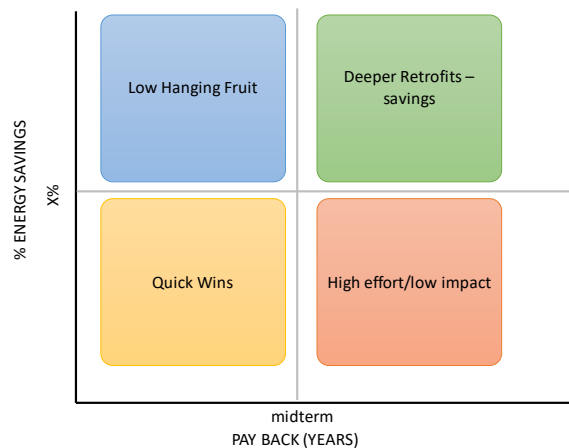 Low Hanging Fruit
Deeper Retrofits –
savings
% ENERGY SAVINGS
X%
Quick Wins
High effort/low impact
midterm
PAY BACK (YEARS)